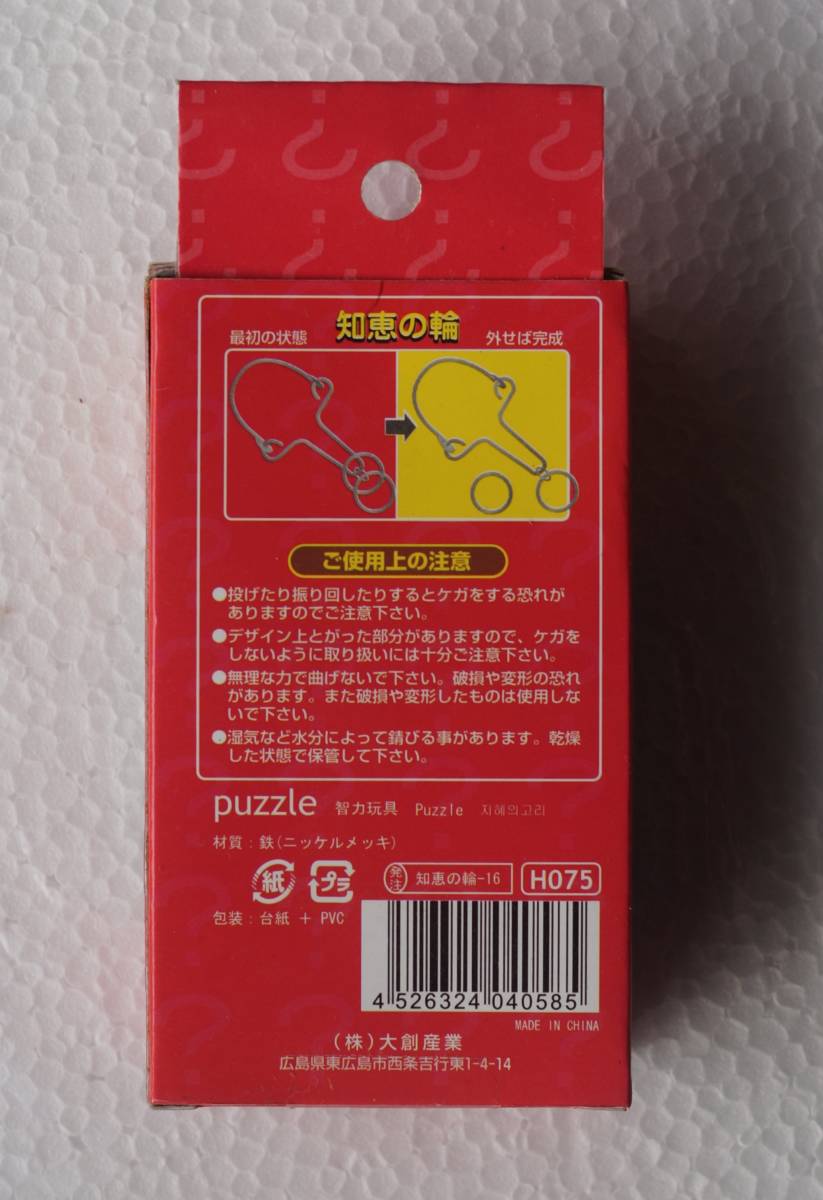 知恵の輪
最初の状態
外せば完成
ご使用上の注意
●投げたり振り回したりするとケガをする恐れが
ありますのでご注意下さい。
●デザイン上とがった部分がありますので、ケガを
しないように取り扱いには十分ご注意下さい。
●無理な力で曲げないで下さい。破損や変形の恐れ
があります。また破損や変形したものは使用しな
いで下さい。
●湿気など水分によって錆びる事があります。乾燥
した状態で保管して下さい。
puzzle 智力玩具 Puzzle 지혜의고리
材質:鉄(ニッケルメッキ)
紙 プラ 発注 知恵の輪-16 H075
包装:台紙 + PVC
4 526324 040585
MADE IN CHINA
(株)大創産業
広島県東広島市西条吉行東1-4-14